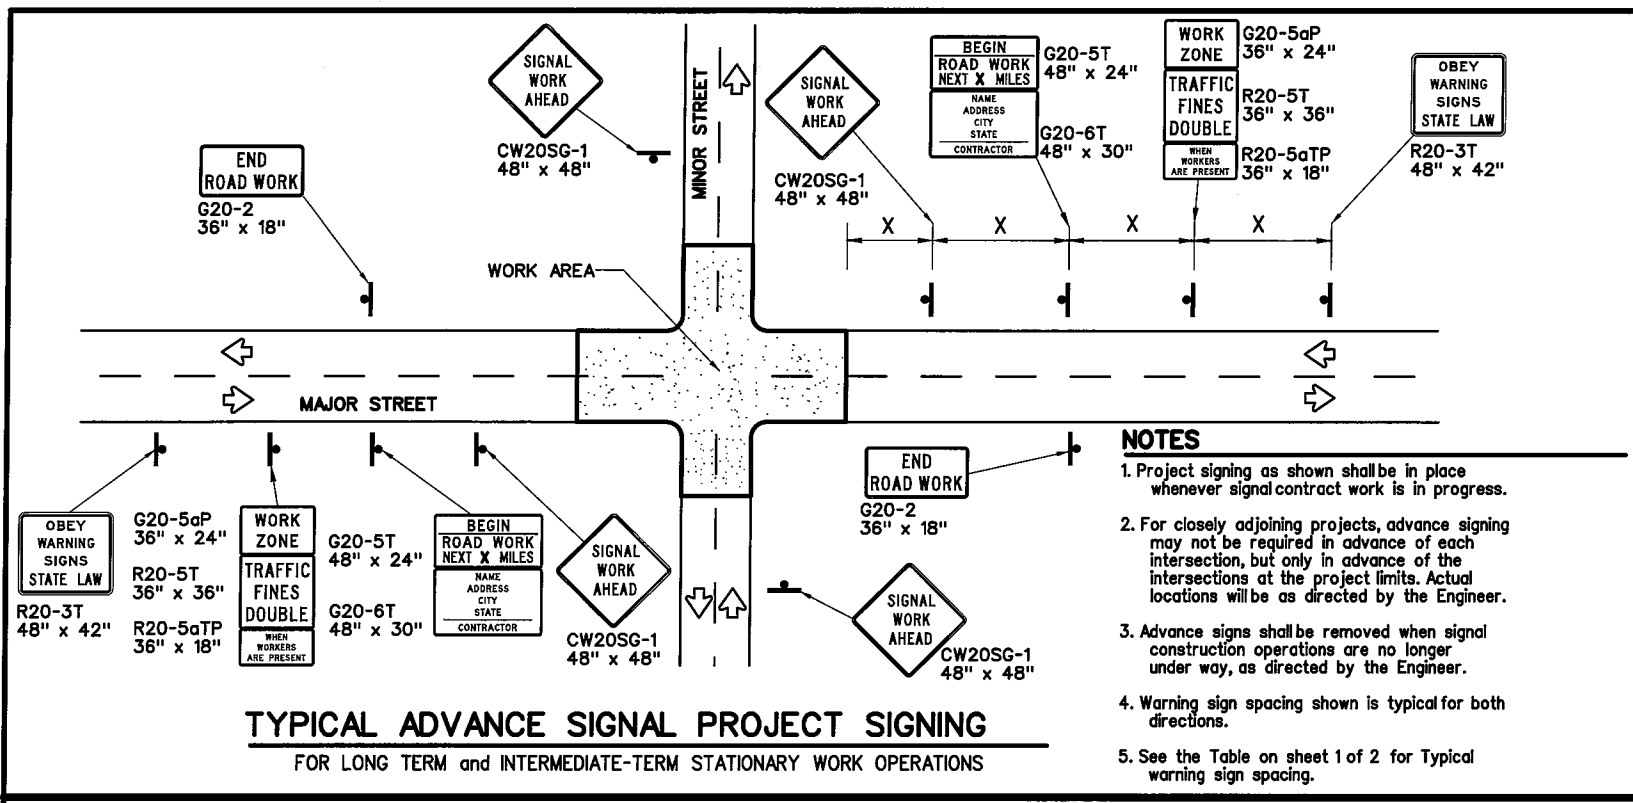 SIGNAL
WORK
AHEAD
CW20SG-1
48" x 48"
MINOR STREET
SIGNAL
WORK
AHEAD
CW20SG-1
48" x 48"
BEGIN
ROAD WORK
NEXT X MILES
NAME
ADDRESS
CITY
STATE
CONTRACTOR
G20-5T
48" x 24"
G20-6T
48" x 30"
WORK
ZONE
TRAFFIC
FINES
DOUBLE
WHEN
WORKERS
ARE PRESENT
G20-5aP
36" x 24"
R20-5T
36" x 36"
R20-5aTP
36" x 18"
OBEY
WARNING
SIGNS
STATE LAW
R20-3T
48" x 42"
END
ROAD WORK
G20-2
36" x 18"
X X X X
WORK AREA
MAJOR STREET
OBEY
WARNING
SIGNS
STATE LAW
R20-3T
48" x 42"
G20-5aP
36" x 24"
R20-5T
36" x 36"
R20-5aTP
36" x 18"
WORK
ZONE
TRAFFIC
FINES
DOUBLE
WHEN
WORKERS
ARE PRESENT
G20-5T
48" x 24"
G20-6T
48" x 30"
BEGIN
ROAD WORK
NEXT X MILES
NAME
ADDRESS
CITY
STATE
CONTRACTOR
SIGNAL
WORK
AHEAD
CW20SG-1
48" x 48"
END
ROAD WORK
G20-2
36" x 18"
SIGNAL
WORK
AHEAD
CW20SG-1
48" x 48"
NOTES
1. Project signing as shown shall be in place
whenever signal contract work is in progress.
2. For closely adjoining projects, advance signing
may not be required in advance of each
intersection, but only in advance of the
intersections at the project limits. Actual
locations will be as directed by the Engineer.
3. Advance signs shall be removed when signal
construction operations are no longer
under way, as directed by the Engineer.
4. Warning sign spacing shown is typical for both
directions.
5. See the Table on sheet 1 of 2 for Typical
warning sign spacing.
TYPICAL ADVANCE SIGNAL PROJECT SIGNING
FOR LONG TERM and INTERMEDIATE-TERM STATIONARY WORK OPERATIONS